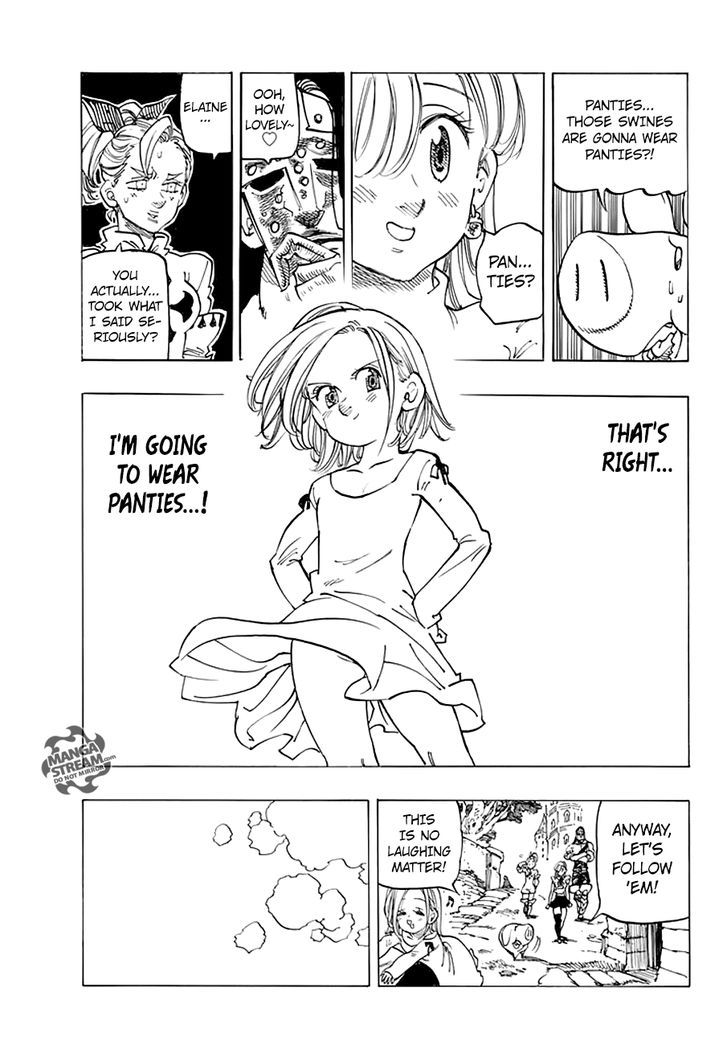 PANTIES...
THOSE SWINES
ARE GONNA WEAR
PANTIES?!
PAN...
TIES?
OOH,
HOW
LOVELY~
♡
ELAINE
...
YOU
ACTUALLY...
TOOK WHAT
I SAID SE-
RIOUSLY?
THAT'S
RIGHT...
I'M GOING
TO WEAR
PANTIES...!
MANGA
STREAM.com
DO NOT MIRROR
ANYWAY,
LET'S
FOLLOW
'EM!
THIS
IS NO
LAUGHING
MATTER!